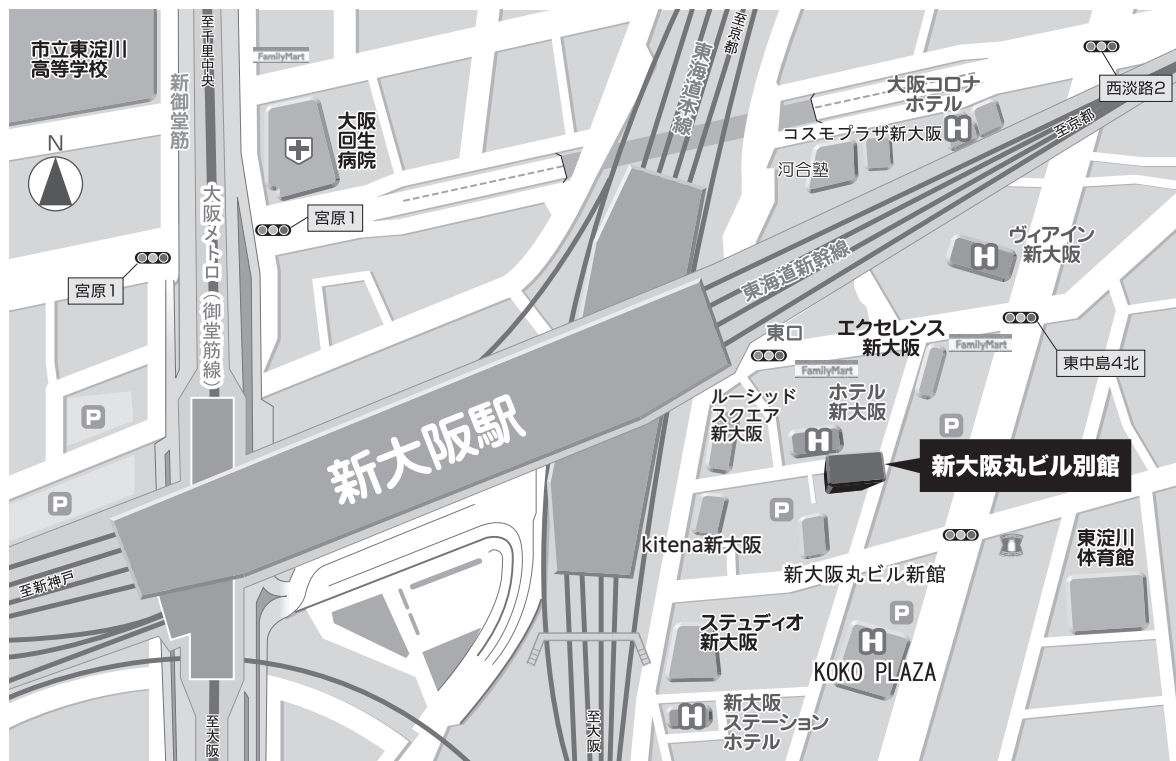 市立東淀川
高等学校
新御堂筋
至千里中央
FamilyMart
大阪
回生
病院
N
宮原1
宮原1
大阪メトロ（御堂筋線）
東海道本線
至京都
大阪コロナ
ホテル
コスモプラザ新大阪
H
河合塾
西淡路2
至京都
東海道新幹線
ヴィアイン
新大阪
H
東口
エクセレンス
新大阪
FamilyMart
東中島4北
FamilyMart
ルーシッド
スクエア
新大阪
ホテル
新大阪
H
P
P
P
新大阪駅
新大阪丸ビル別館
P
kitena新大阪
新大阪丸ビル新館
東淀川
体育館
至新神戸
ステュディオ
新大阪
P
H
KOKO PLAZA
H
新大阪
ステーション
ホテル
至大阪
至大阪